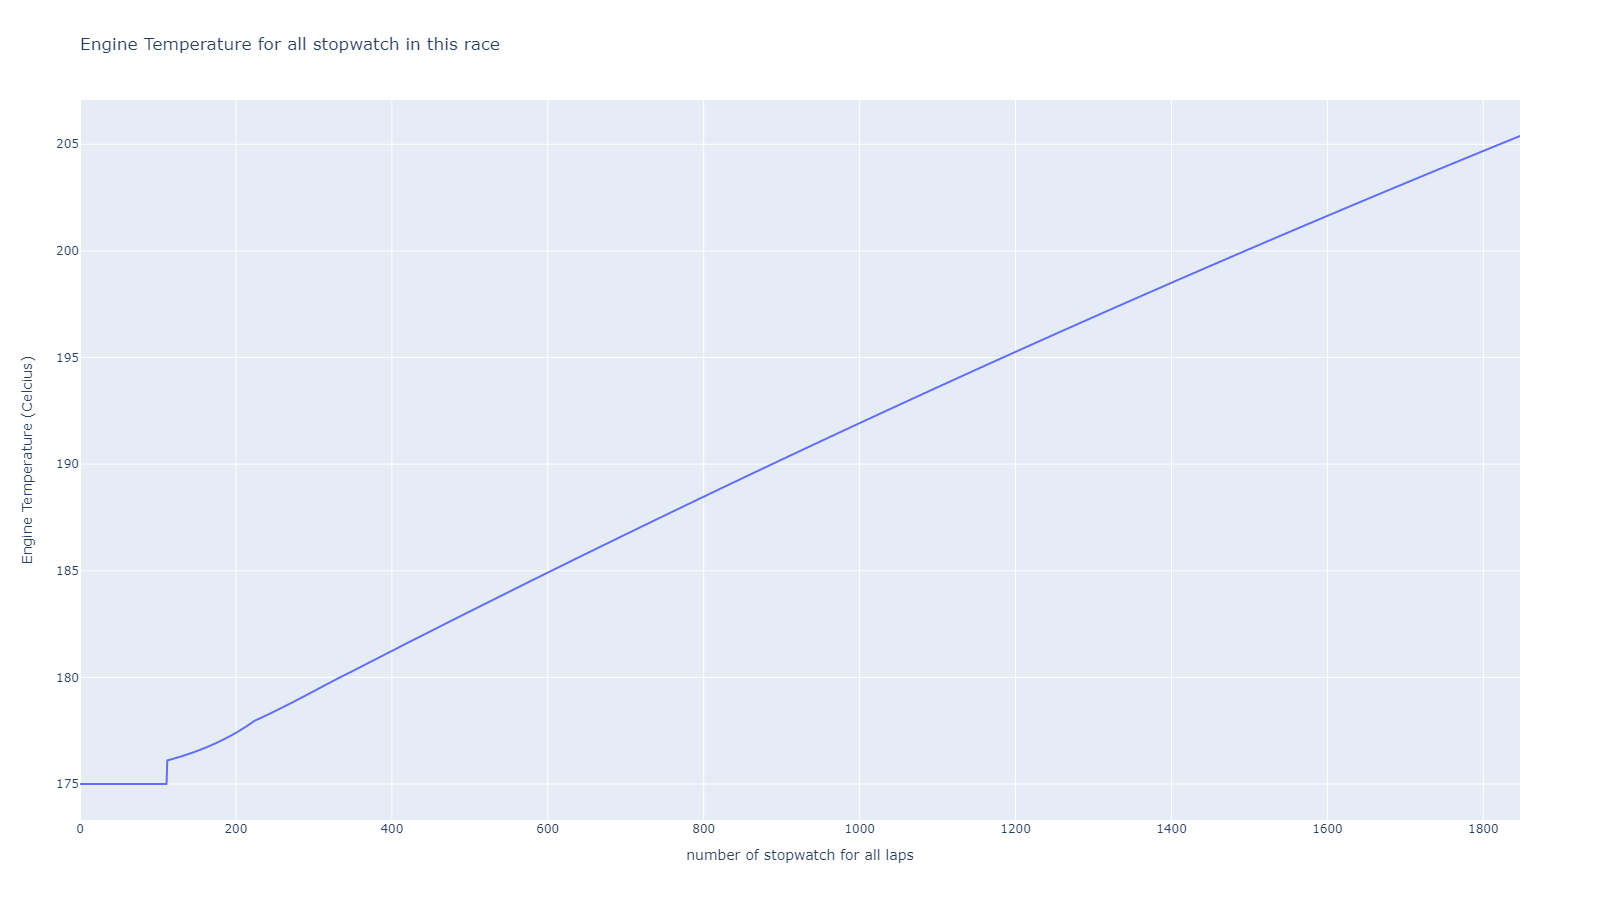 Engine Temperature for all stopwatch in this race
Engine Temperature (Celcius)
205
200
195
190
185
180
175
0 200 400 600 800 1000 1200 1400 1600 1800
number of stopwatch for all laps